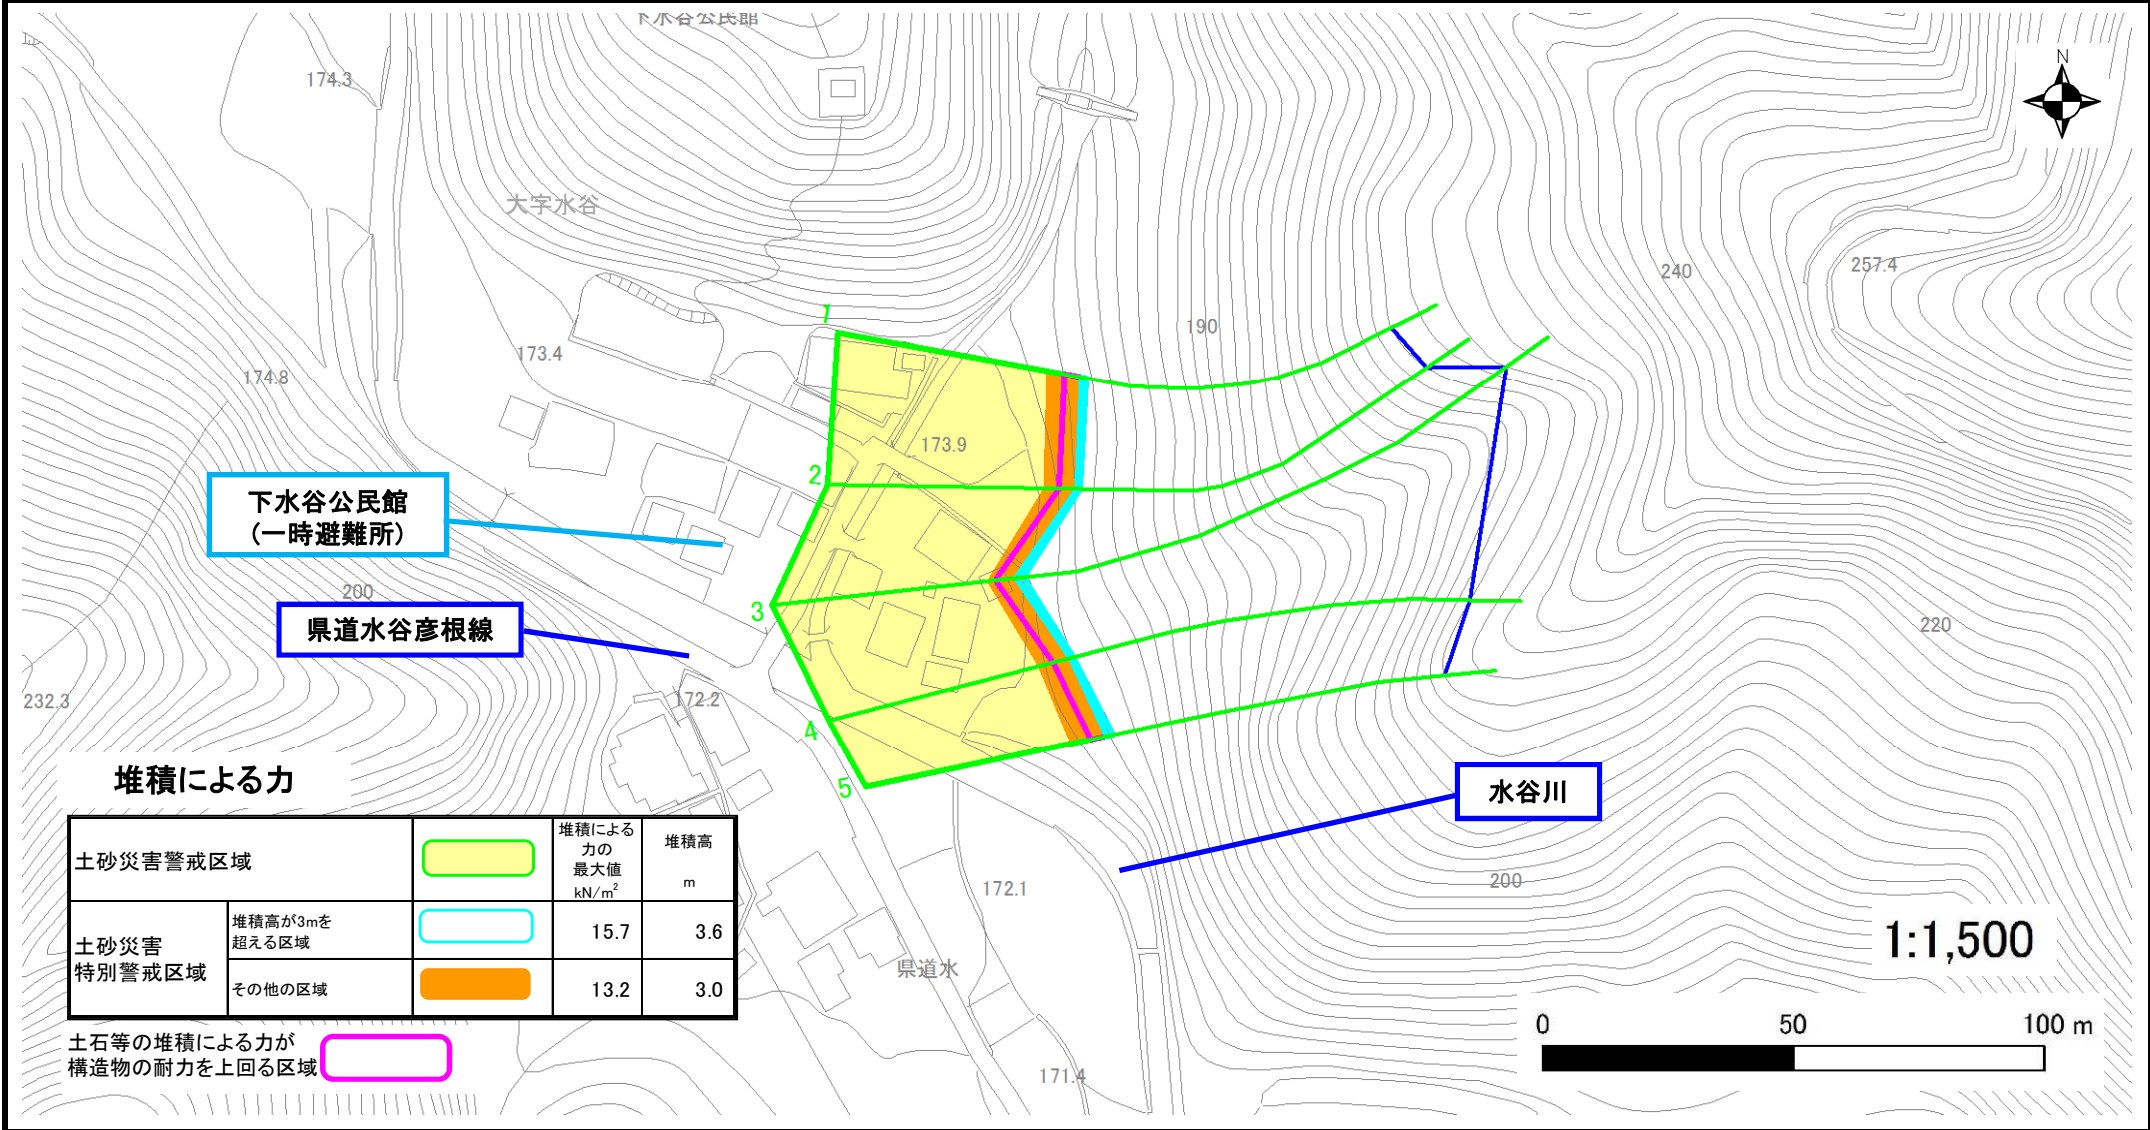 下水谷公民館
N
174.3
大字水谷
257.4
240
1
190
173.4
174.8
173.9
2
下水谷公民館
(一時避難所)
200
3
県道水谷彦根線
220
232.3
172.2
4
堆積による力
5
水谷川
土砂災害警戒区域
堆積による
力の
最大値
kN/m²
堆積高
m
土砂災害
特別警戒区域
堆積高が3mを
超える区域
15.7
3.6
その他の区域
13.2
3.0
土石等の堆積による力が
構造物の耐力を上回る区域
172.1
200
県道水
171.4
1:1,500
0
50
100 m